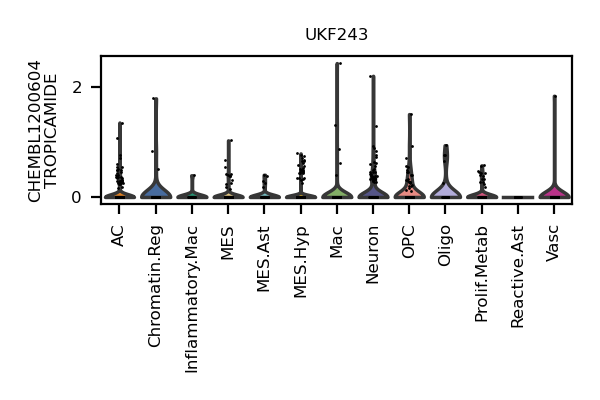 UKF243
CHEMBL1200604
TROPICAMIDE
2
0
AC
Chromatin.Reg
Inflammatory.Mac
MES
MES.Ast
MES.Hyp
Mac
Neuron
OPC
Oligo
Prolif.Metab
Reactive.Ast
Vasc